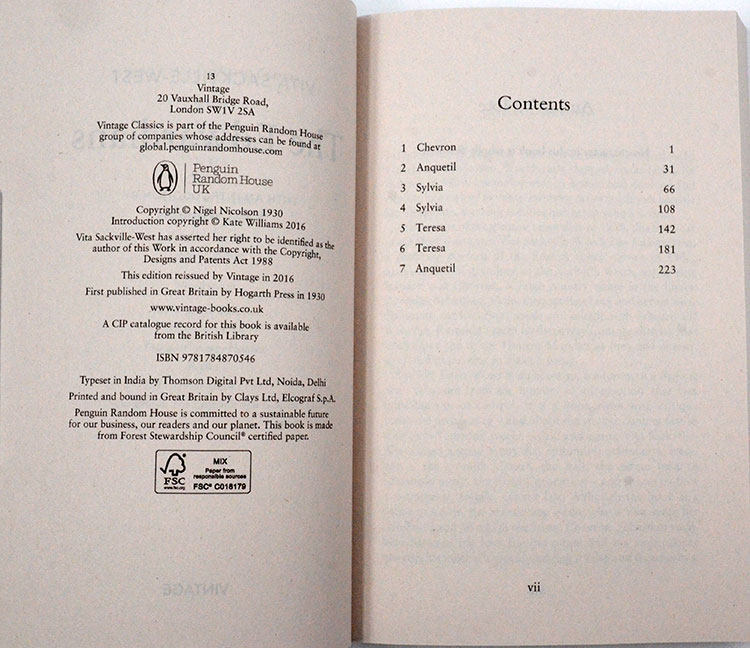 13
Vintage
20 Vauxhall Bridge Road,
London SW1V 2SA
Vintage Classics is part of the Penguin Random House
group of companies whose addresses can be found at
global.penguinrandomhouse.com
Penguin
Random House
UK
Copyright © Nigel Nicolson 1930
Introduction copyright © Kate Williams 2016
Vita Sackville-West has asserted her right to be identified as the
author of this Work in accordance with the Copyright,
Designs and Patents Act 1988
This edition reissued by Vintage in 2016
First published in Great Britain by Hogarth Press in 1930
www.vintage-books.co.uk
A CIP catalogue record for this book is available
from the British Library
ISBN 9781784870546
Typeset in India by Thomson Digital Pvt Ltd, Noida, Delhi
Printed and bound in Great Britain by Clays Ltd, Elcograf S.p.A.
Penguin Random House is committed to a sustainable future
for our business, our readers and our planet. This book is made
from Forest Stewardship Council® certified paper.
FSC
www.fsc.org
MIX
Paper from
responsible sources
FSC® C018179
Contents
1 Chevron 1
2 Anquetil 31
3 Sylvia 66
4 Sylvia 108
5 Teresa 142
6 Teresa 181
7 Anquetil 223
vii